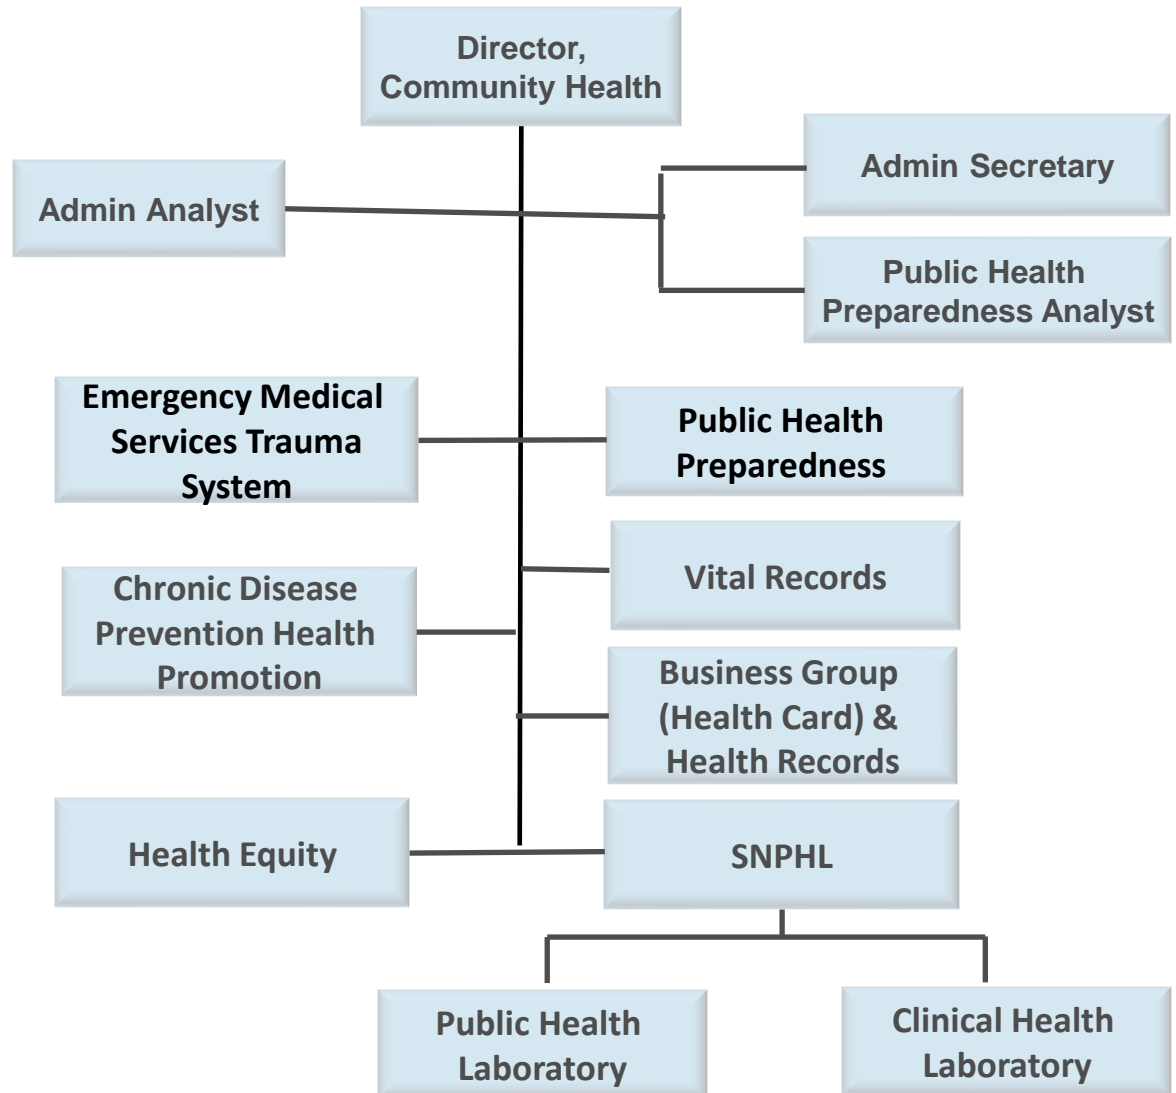 Director,
Community Health
Admin Analyst
Admin Secretary
Public Health
Preparedness Analyst
Emergency Medical
Services Trauma
System
Public Health
Preparedness
Chronic Disease
Prevention Health
Promotion
Vital Records
Business Group
(Health Card) &
Health Records
Health Equity
SNPHL
Public Health
Laboratory
Clinical Health
Laboratory